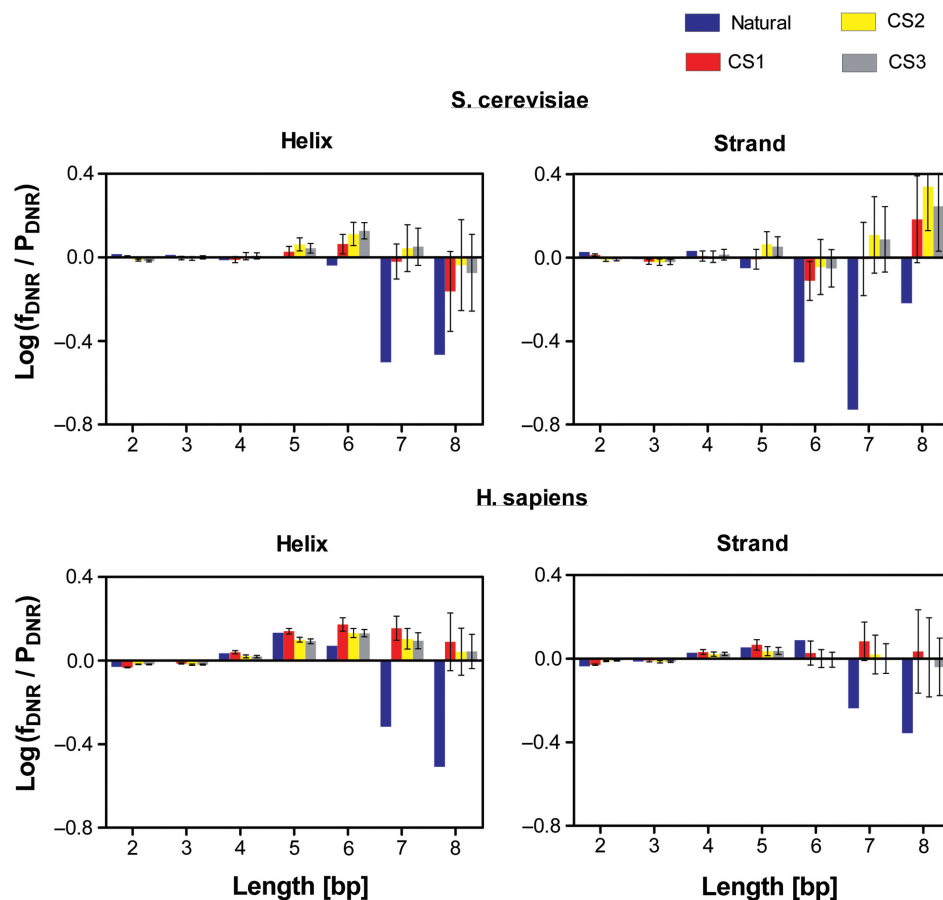 Natural CS2
CS1 CS3
S. cerevisiae
Helix Strand
Log (fDNR / PDNR)
0.4
0.0
−0.4
−0.8
2 3 4 5 6 7 8
0.4
0.0
−0.4
−0.8
2 3 4 5 6 7 8
H. sapiens
Helix Strand
Log (fDNR / PDNR)
0.4
0.0
−0.4
−0.8
2 3 4 5 6 7 8
Length [bp]
0.4
0.0
−0.4
−0.8
2 3 4 5 6 7 8
Length [bp]